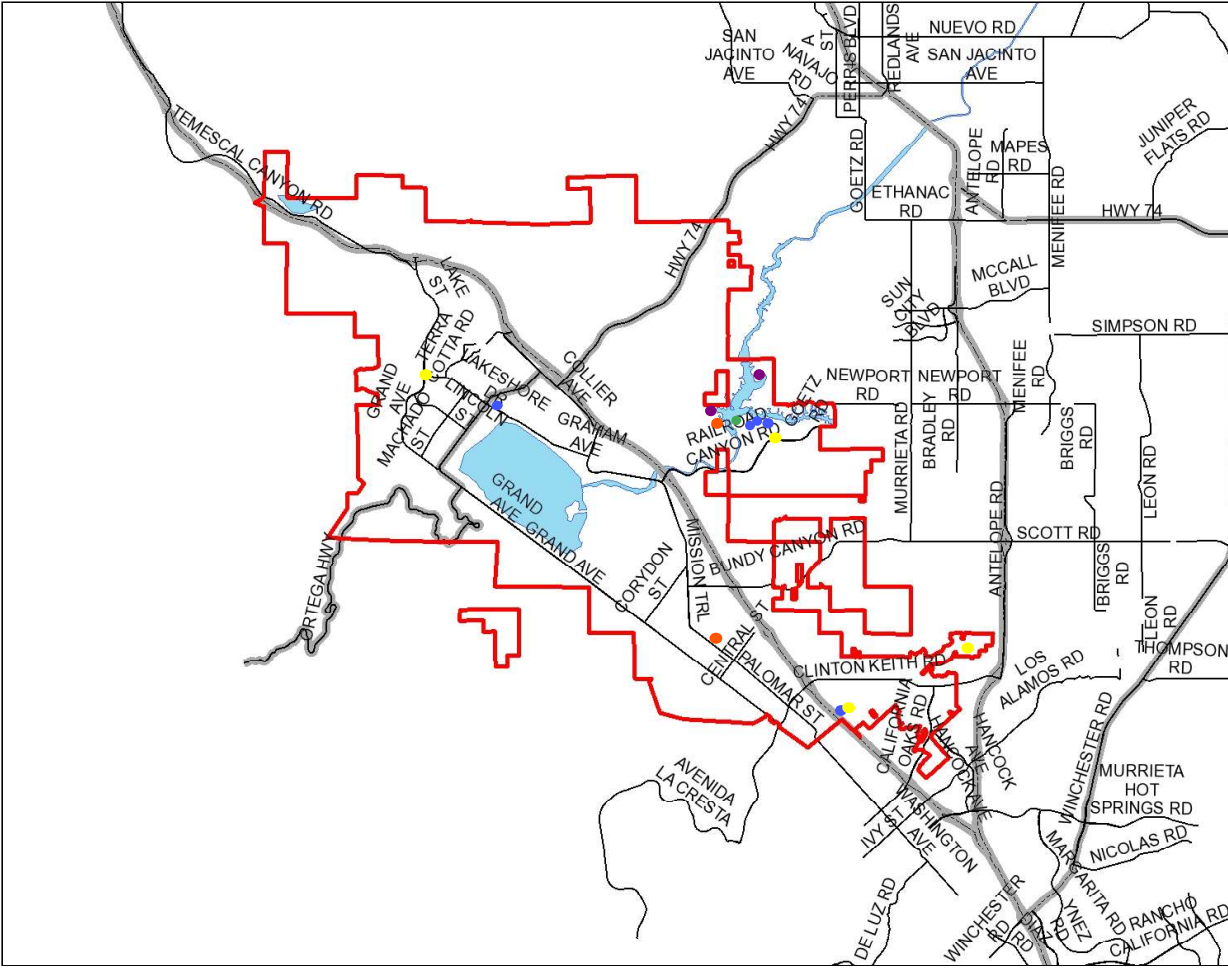 SAN
JACINTO
AVE
A
ST
NAVAJO
RD
PERRIS BLVD
REDLANDS
AVE
NUEVO RD
SAN JACINTO
AVE
JUNIPER
FLATS RD
HWY 74
GOETZ RD
ANTELOPE
RD
MAPES
RD
ETHANAC
RD
MENIFEE RD
HWY 74
TEMESCAL CANYON RD
HWY 74
LAKE
ST
SUN
CITY
BLVD
MCCALL
BLVD
SIMPSON RD
TERRA
COTTA RD
COLLIER
AVE
LAKESHORE
DR
LINCOLN
ST
GRAND
AVE
MACHADO
ST
GRAHAM
AVE
NEWPORT
RD
NEWPORT
RD
MENIFEE
RD
GOETZ
RD
RAILROAD
CANYON RD
MURRIETA RD
BRADLEY
RD
BRIGGS
RD
LEON RD
GRAND
AVE
GRAND AVE
ANTELOPE RD
SCOTT RD
BUNDY CANYON RD
MISSION TRL
CORYDON
ST
ORTEGA HWY
S
BRIGGS
RD
LEON
RD
THOMPSON
RD
CENTRAL ST
PALOMAR ST
CLINTON KEITH RD
LOS
ALAMOS RD
CALIFORNIA
OAKS RD
HANCOCK AVE
HANCOCK
AVE
WINCHESTER RD
AVENIDA
LA CRESTA
MURRIETA
HOT
SPRINGS RD
IVY ST
WASHINGTON
AVE
NICOLAS RD
MARGARITA RD
DE LUZ RD
WINCHESTER
RD
DIAZ
RD
YNEZ
RD
RANCHO
CALIFORNIA RD